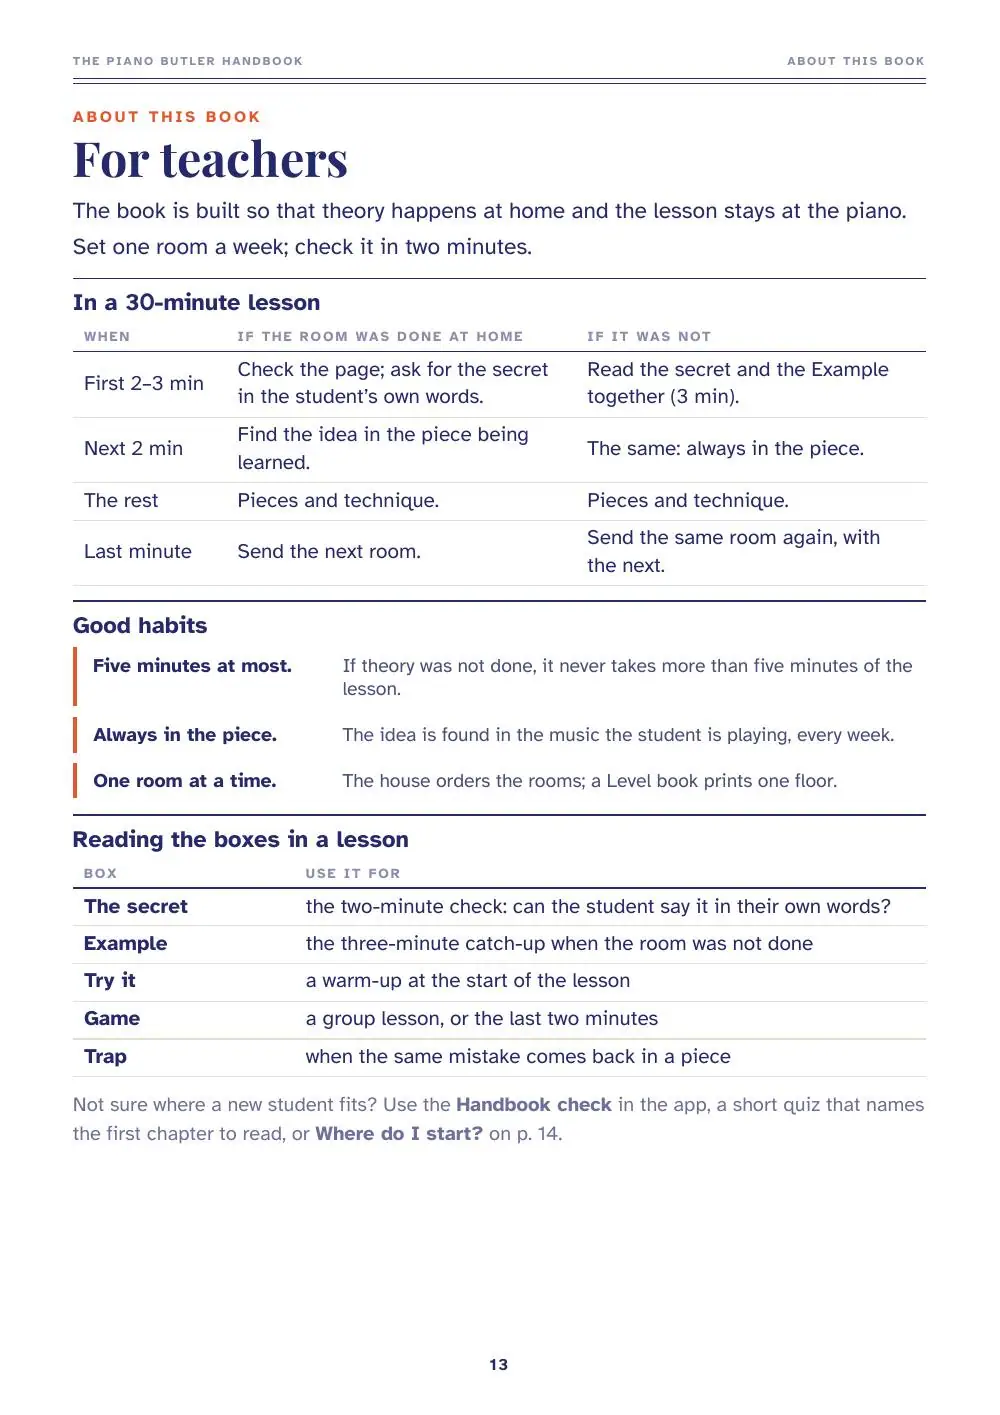 THE PIANO BUTLER HANDBOOK
ABOUT THIS BOOK
ABOUT THIS BOOK
For teachers
The book is built so that theory happens at home and the lesson stays at the piano.
Set one room a week; check it in two minutes.
In a 30-minute lesson
WHEN
IF THE ROOM WAS DONE AT HOME
IF IT WAS NOT
First 2–3 min
Check the page; ask for the secret
in the student’s own words.
Read the secret and the Example
together (3 min).
Next 2 min
Find the idea in the piece being
learned.
The same: always in the piece.
The rest
Pieces and technique.
Pieces and technique.
Last minute
Send the next room.
Send the same room again, with
the next.
Good habits
Five minutes at most.
If theory was not done, it never takes more than five minutes of the
lesson.
Always in the piece.
The idea is found in the music the student is playing, every week.
One room at a time.
The house orders the rooms; a Level book prints one floor.
Reading the boxes in a lesson
BOX
USE IT FOR
The secret
the two-minute check: can the student say it in their own words?
Example
the three-minute catch-up when the room was not done
Try it
a warm-up at the start of the lesson
Game
a group lesson, or the last two minutes
Trap
when the same mistake comes back in a piece
Not sure where a new student fits? Use the Handbook check in the app, a short quiz that names
the first chapter to read, or Where do I start? on p. 14.
13